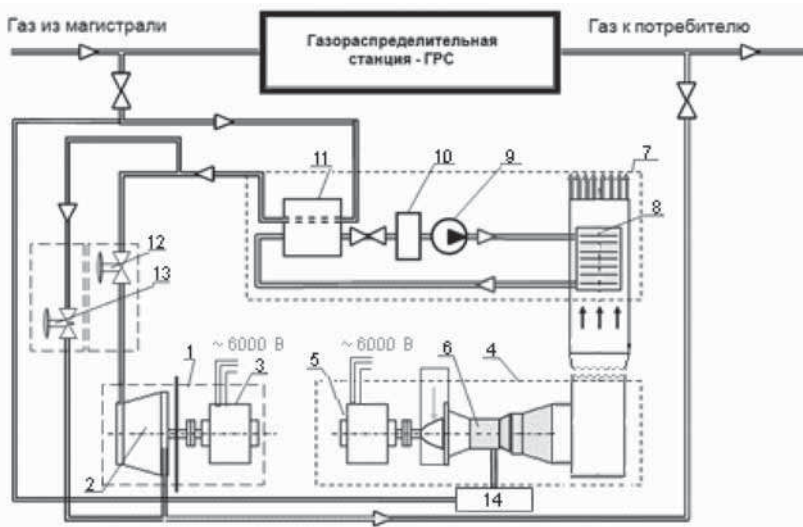 Газ из магистрали
Газораспределительная
станция - ГРС
Газ к потребителю
11
10
9
7
8
12
13
~ 6000 В
~ 6000 В
1
3
5
6
4
2
14